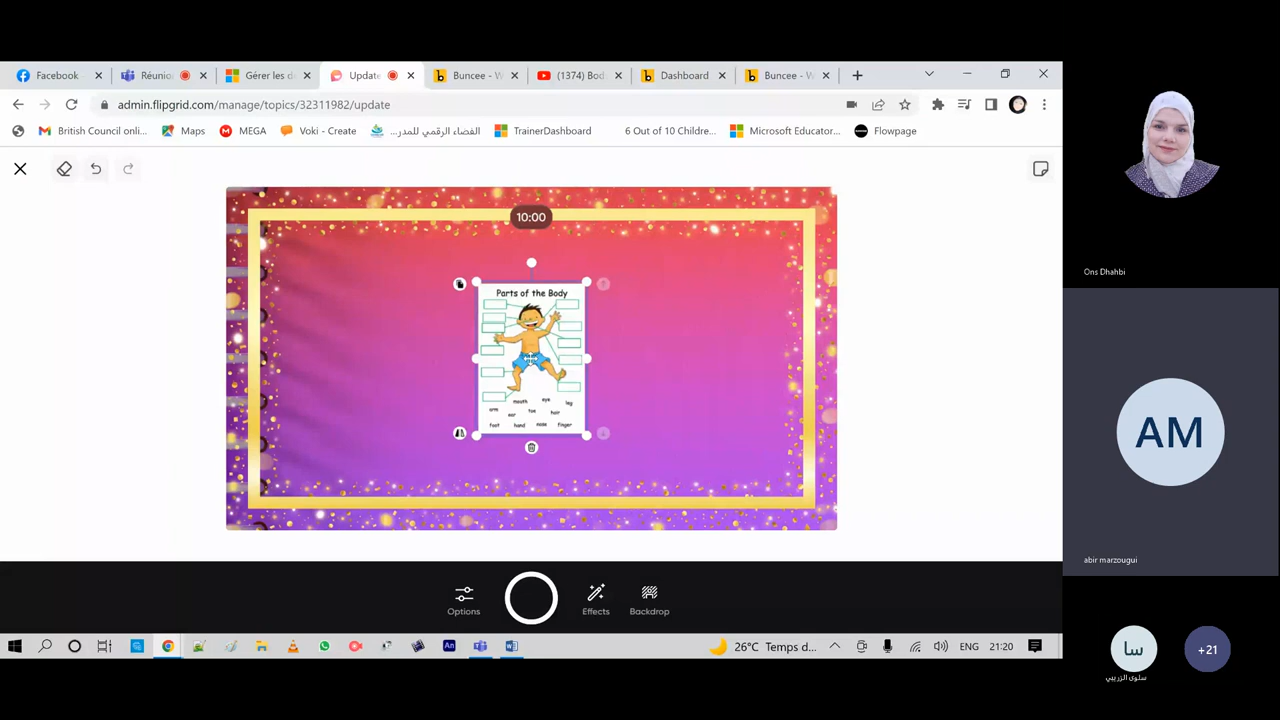 Facebook
Réunio
Gérer les d
Update
Buncee - W
(1374) Bod
Dashboard
Buncee - W
admin.flipgrid.com/manage/topics/32311982/update
British Council onli...
Maps
MEGA
Voki - Create
الفضاء الرقمي للمدر...
TrainerDashboard
6 Out of 10 Childre...
Microsoft Educator...
Flowpage
10:00
Parts of the Body
mouth eye
arm toe leg
ear hair
foot hand nose finger
Options
Effects
Backdrop
26°C Temps d...
ENG
21:20
Ons Dhahbi
AM
abir marzougui
سا
+21
سلوى الزريبي